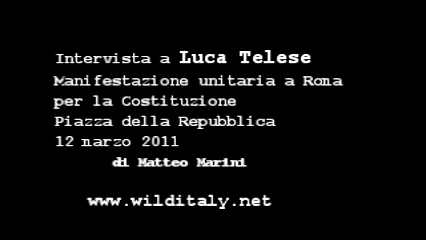 Intervista a Luca Telese
Manifestazione unitaria a Roma
per la Costituzione
Piazza della Repubblica
12 marzo 2011
di Matteo Marini
www.wilditaly.net